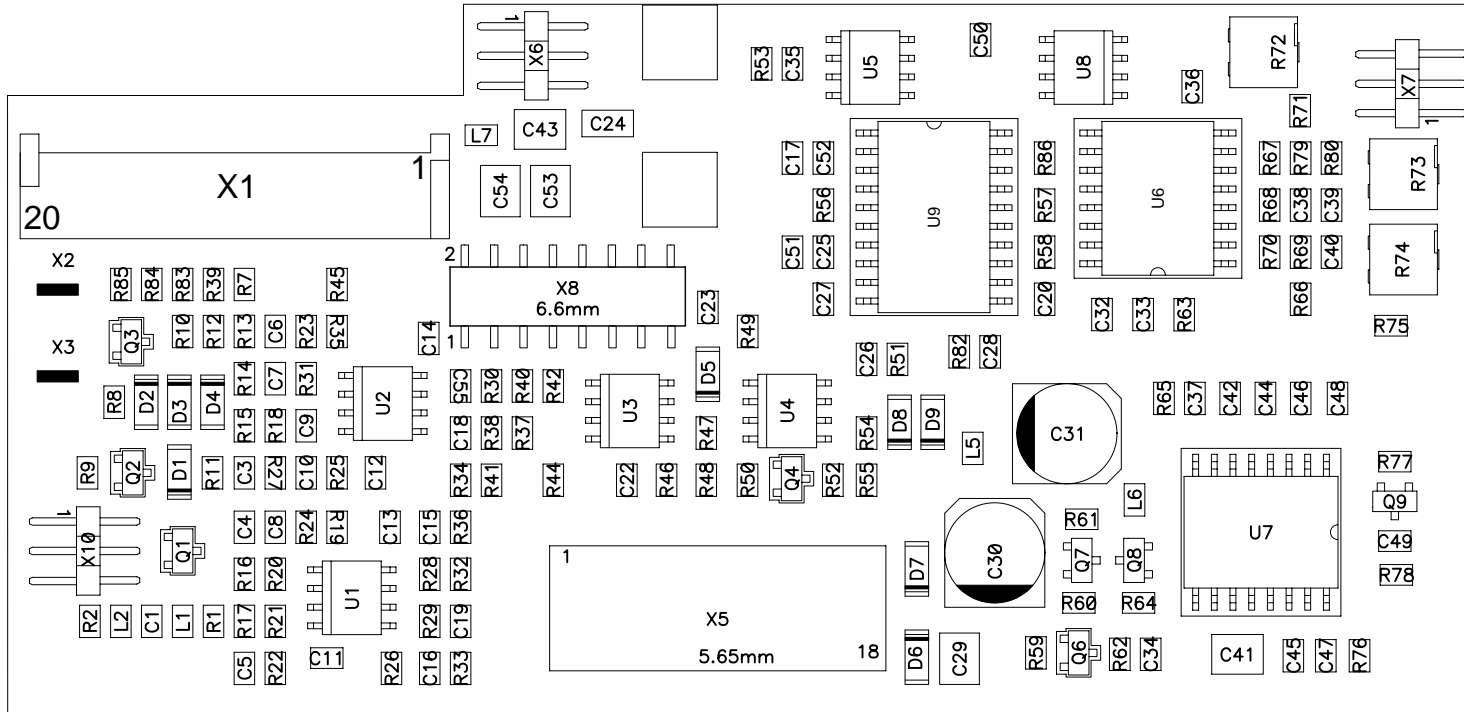 1
X6
R53
C35
U5
C50
U8
C36
R72
R71
X7
1
L7
C43
C24
X1
1
20
C54
C53
C17
C52
R56
C51
C25
C27
U9
R86
R57
R58
C20
U6
R67
R79
R80
R68
C38
C39
R70
R69
C40
R66
R73
R74
R75
C32
C33
R63
X2
R85
R84
R83
R39
R7
R45
2
X8
6.6mm
1
C23
R49
X3
Q3
R10
R12
R13
C6
R23
R35
C14
R8
D2
D3
D4
R14
C7
R31
U2
C55
R30
R40
R42
U3
D5
U4
C26
R51
R82
C28
R15
R18
C9
C18
R38
R37
R47
R54
D8
D9
L5
C31
R65
C37
C42
C44
C46
C48
R9
Q2
D1
R11
C3
R27
C10
R25
C12
R34
R41
R44
C22
R46
R48
R50
Q4
R52
R55
L6
R77
Q9
C49
R78
1
X10
Q1
C4
C8
R24
R19
C13
C15
R36
R16
R20
U1
R28
R32
1
X5
5.65mm
18
D7
C30
R61
Q7
Q8
R60
R64
U7
R2
L2
C1
L1
R1
R17
R21
R29
C19
C5
R22
C11
R26
C16
R33
D6
C29
R59
Q6
R62
C34
C41
C45
C47
R76